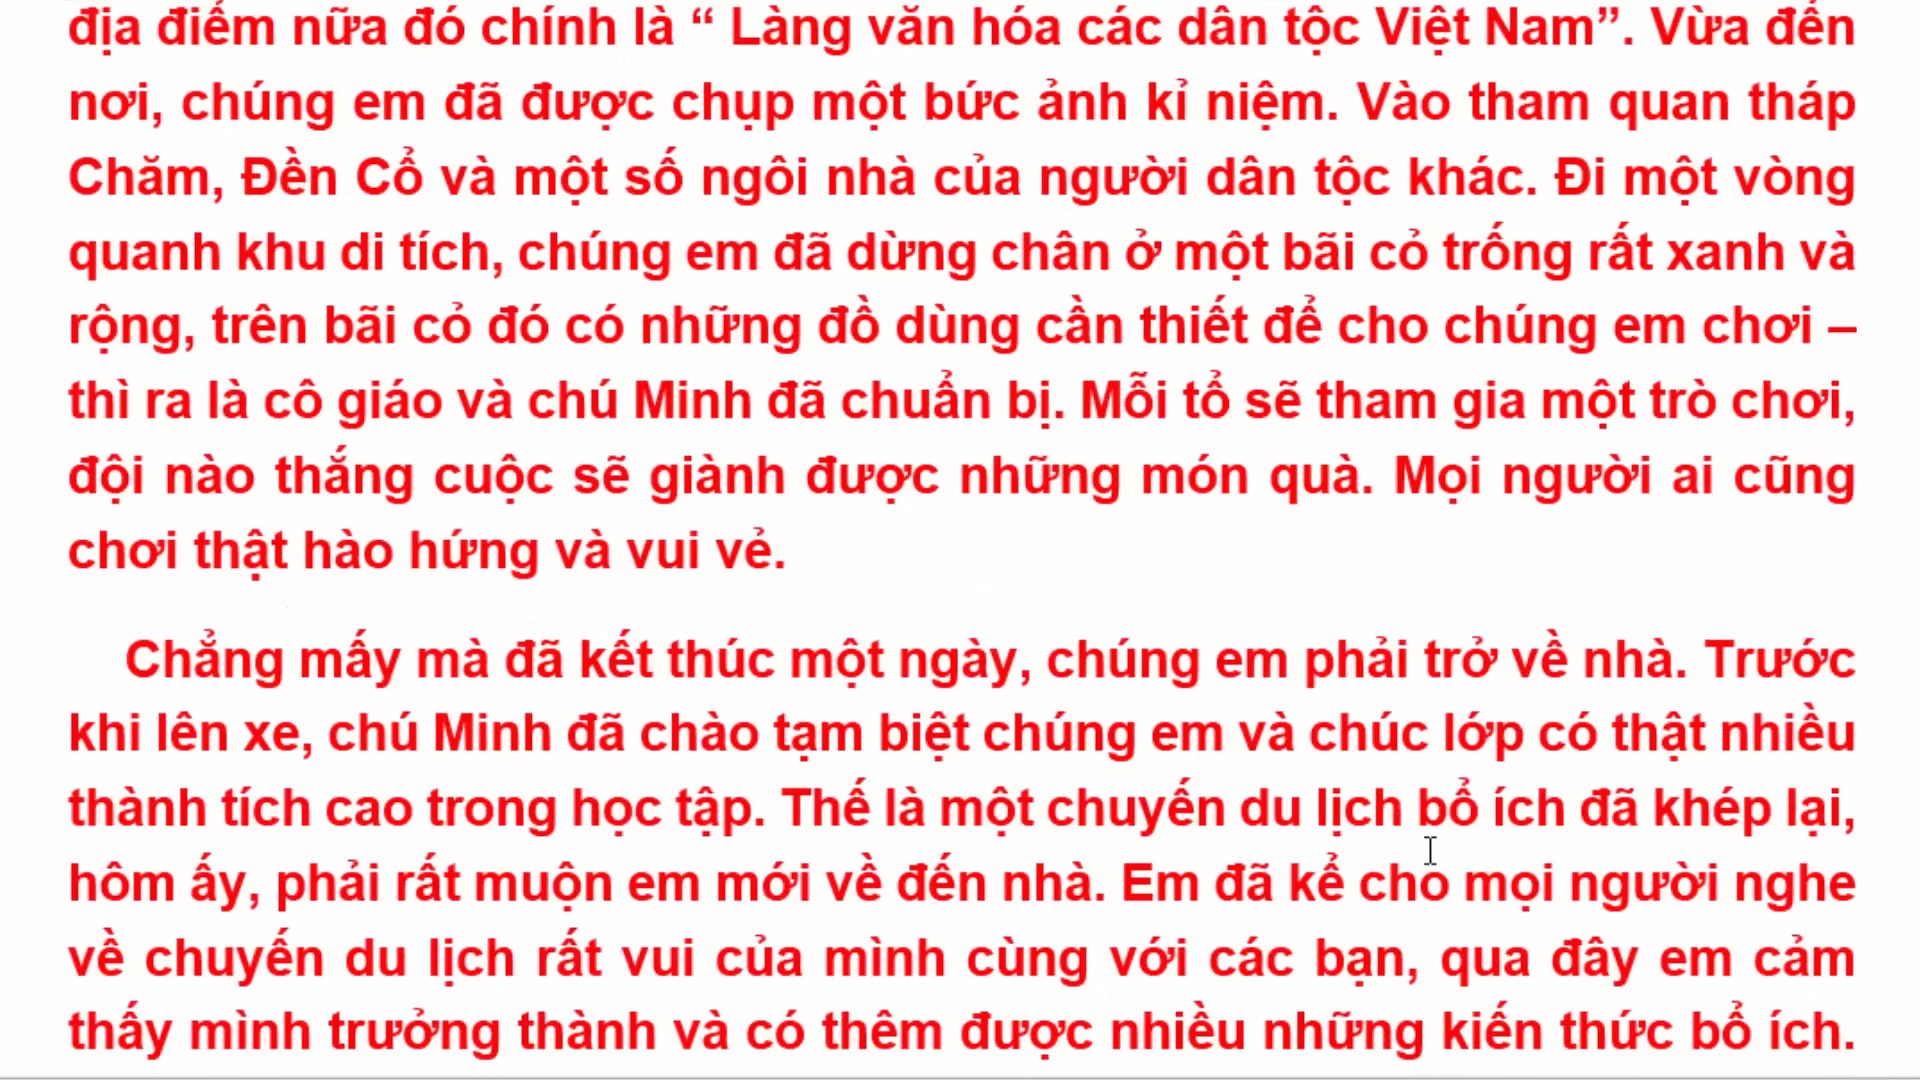 địa điểm nữa đó chính là “ Làng văn hóa các dân tộc Việt Nam”. Vừa đến
nơi, chúng em đã được chụp một bức ảnh kỉ niệm. Vào tham quan tháp
Chăm, Đền Cổ và một số ngôi nhà của người dân tộc khác. Đi một vòng
quanh khu di tích, chúng em đã dừng chân ở một bãi cỏ trống rất xanh và
rộng, trên bãi cỏ đó có những đồ dùng cần thiết để cho chúng em chơi –
thì ra là cô giáo và chú Minh đã chuẩn bị. Mỗi tổ sẽ tham gia một trò chơi,
đội nào thắng cuộc sẽ giành được những món quà. Mọi người ai cũng
chơi thật hào hứng và vui vẻ.
Chẳng mấy mà đã kết thúc một ngày, chúng em phải trở về nhà. Trước
khi lên xe, chú Minh đã chào tạm biệt chúng em và chúc lớp có thật nhiều
thành tích cao trong học tập. Thế là một chuyến du lịch bổ ích đã khép lại,
hôm ấy, phải rất muộn em mới về đến nhà. Em đã kể cho mọi người nghe
về chuyến du lịch rất vui của mình cùng với các bạn, qua đây em cảm
thấy mình trưởng thành và có thêm được nhiều những kiến thức bổ ích.